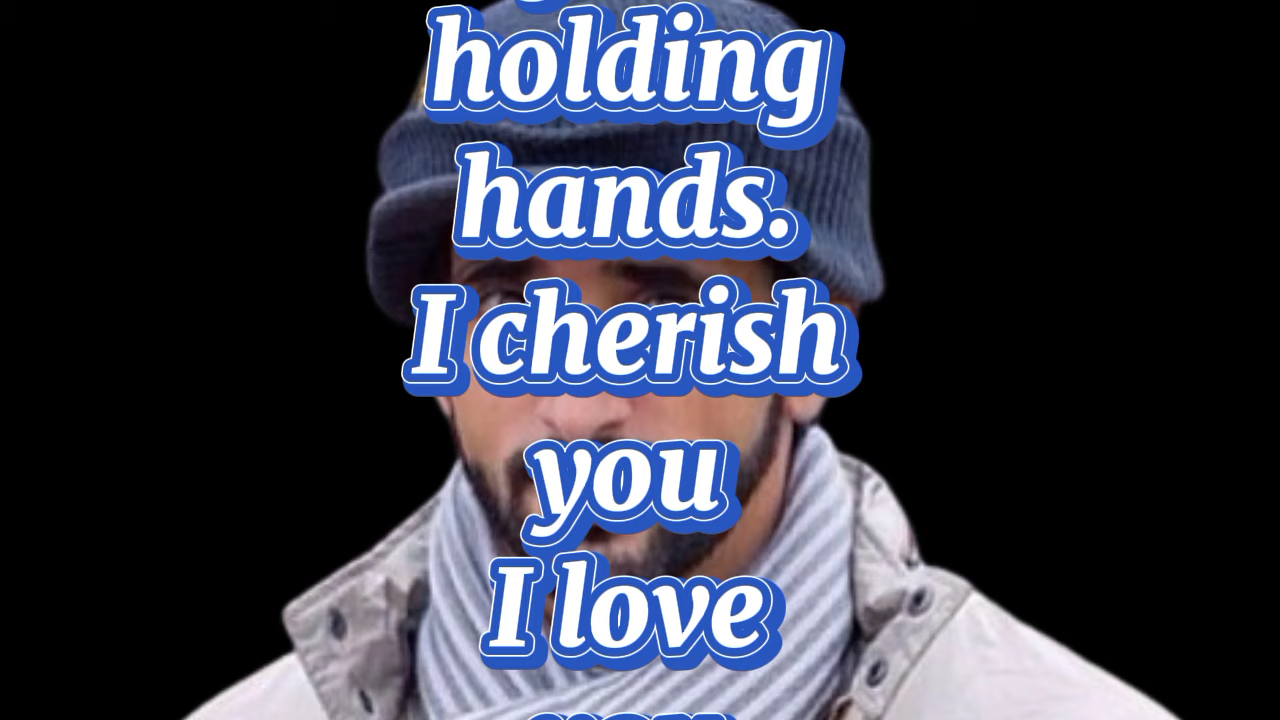 holding
hands.
I cherish
you
I love